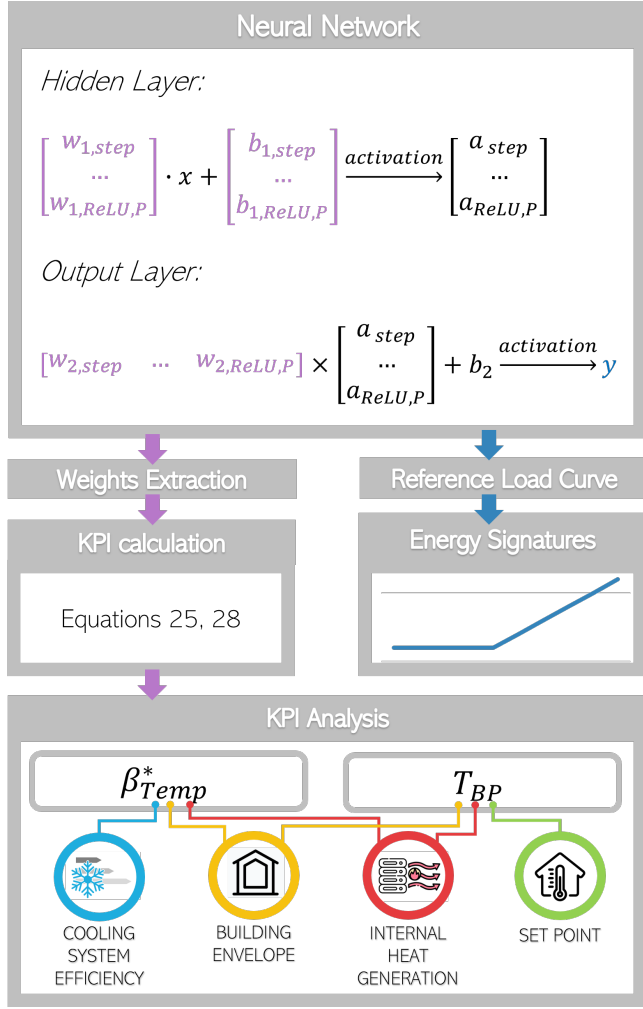 Neural Network
Hidden Layer:
[w1,step ... w1,ReLU,P] · x + [b1,step ... b1,ReLU,P] activation→ [a step ... aReLU,P]
Output Layer:
[w2,step ... w2,ReLU,P] × [a step ... aReLU,P] + b2 activation→ y
Weights Extraction
Reference Load Curve
KPI calculation
Energy Signatures
Equations 25, 28
KPI Analysis
β*Temp
TBP
COOLING
SYSTEM
EFFICIENCY
BUILDING
ENVELOPE
INTERNAL
HEAT
GENERATION
SET POINT